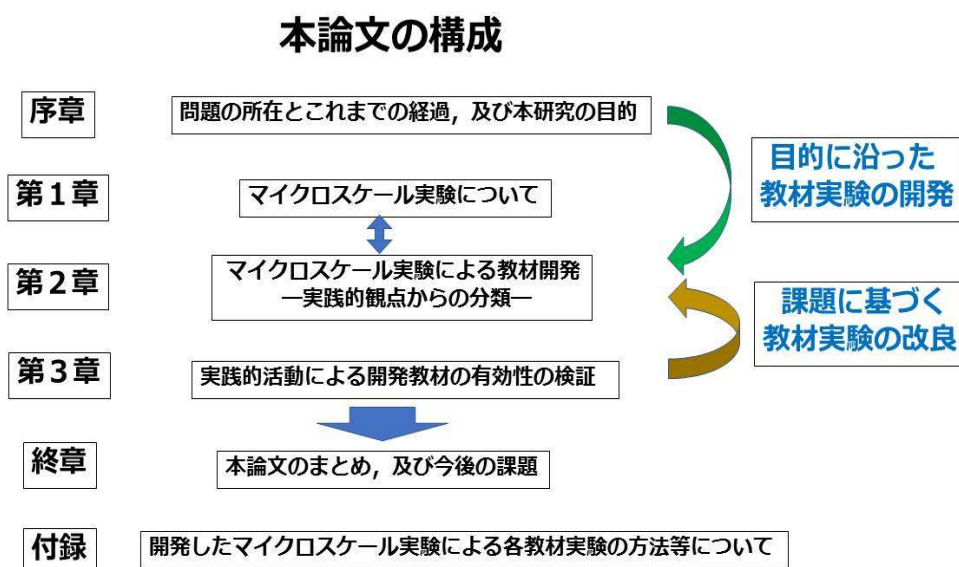 本論文の構成
序章
問題の所在とこれまでの経過，及び本研究の目的
目的に沿った
教材実験の開発
第１章
マイクロスケール実験について
第２章
マイクロスケール実験による教材開発
―実践的観点からの分類―
課題に基づく
教材実験の改良
第３章
実践的活動による開発教材の有効性の検証
終章
本論文のまとめ，及び今後の課題
付録
開発したマイクロスケール実験による各教材実験の方法等について